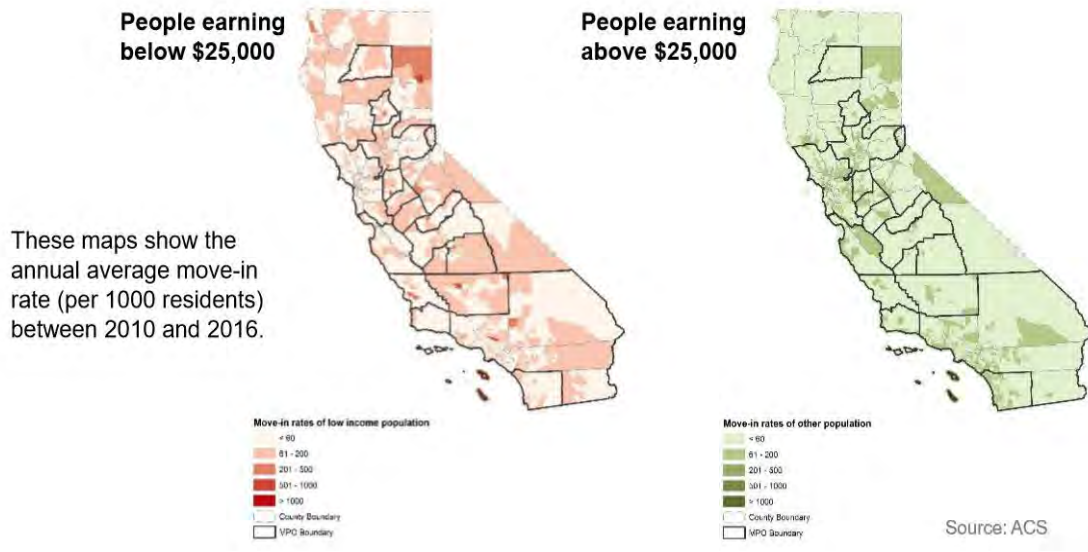 People earning
below $25,000
People earning
above $25,000
These maps show the
annual average move-in
rate (per 1000 residents)
between 2010 and 2016.
Move-in rates of low income population
< 60
61 - 200
201 - 500
501 - 1000
> 1000
County Boundary
MPO Boundary
Move-in rates of other population
< 60
61 - 200
201 - 500
501 - 1000
> 1000
County Boundary
MPO Boundary
Source: ACS